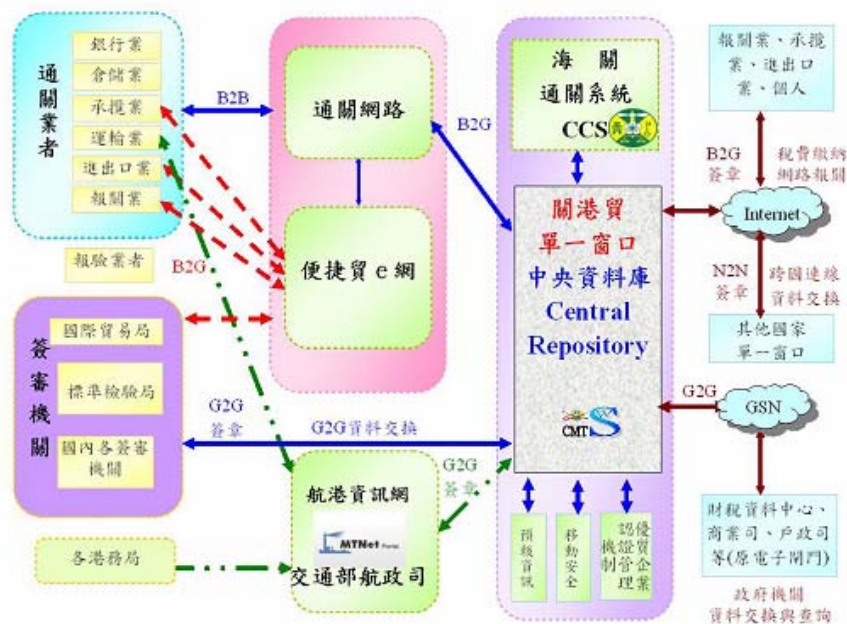 通關業者
銀行業
倉儲業
承攬業
運輸業
進出口業
報關業
報驗業者
B2B
B2G
通關網路
便捷貿e網
B2G
海 關
通關系統
CCS
關港貿
單一窗口
中央資料庫
Central
Repository
CMTS
報關業、承攬
業、進出口
業、個人
B2G
簽章
稅費繳納
網路報關
Internet
N2N
簽章
跨國連線
資料交換
其他國家
單一窗口
G2G
GSN
財稅資料中心、
商業司、戶政司
等(原電子閘門)
政府機關
資料交換與查詢
簽審機關
國際貿易局
標準檢驗局
國內各簽審
機關
G2G
簽章
G2G資料交換
G2G
簽章
航港資訊網
MTNet
交通部航政司
各港務局
預級資訊
移動安全
優質企業
認證管理
機制